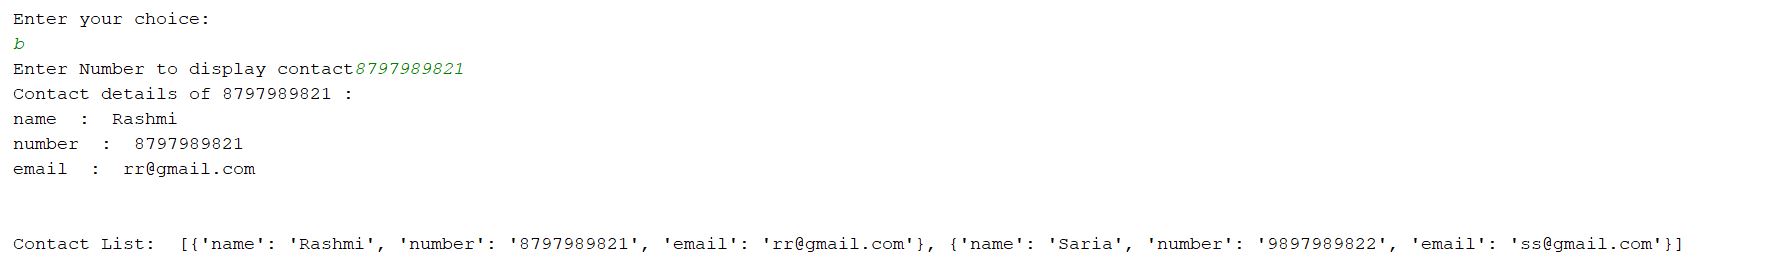 Enter your choice:
b
Enter Number to display contact8797989821
Contact details of 8797989821 :
name  :  Rashmi
number  :  8797989821
email  :  rr@gmail.com
Contact List:  [{'name': 'Rashmi', 'number': '8797989821', 'email': 'rr@gmail.com'}, {'name': 'Saria', 'number': '9897989822', 'email': 'ss@gmail.com'}]